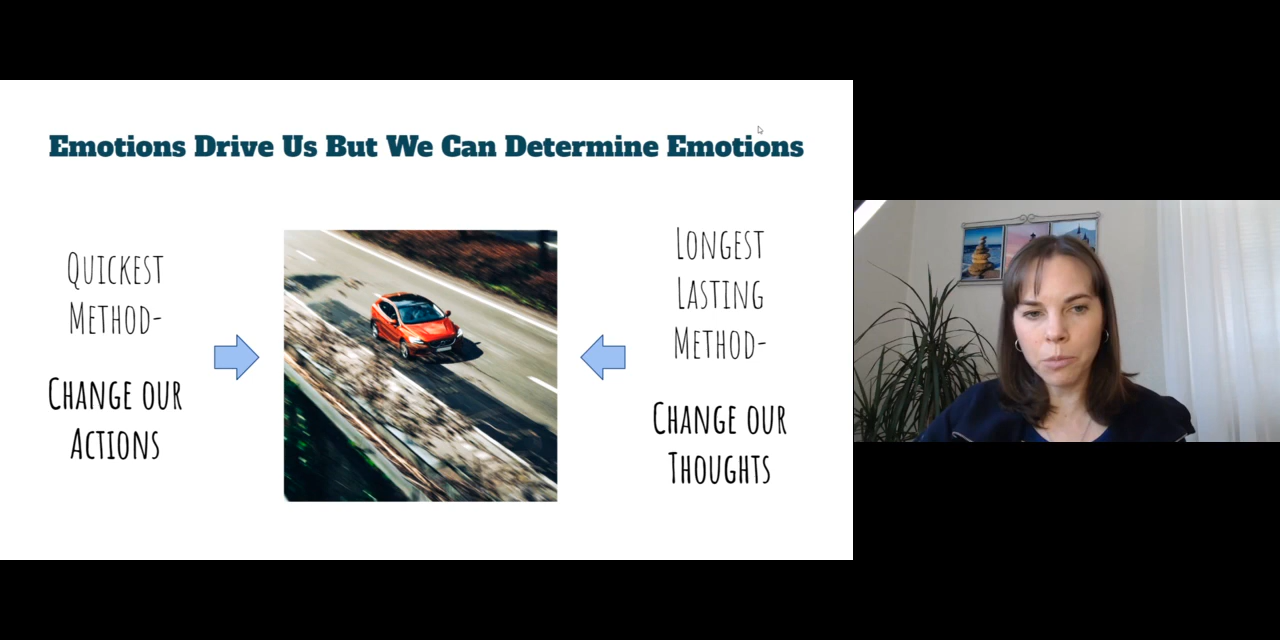 Emotions Drive Us But We Can Determine Emotions
QUICKEST
METHOD-
CHANGE OUR
ACTIONS
LONGEST
LASTING
METHOD-
CHANGE OUR
THOUGHTS